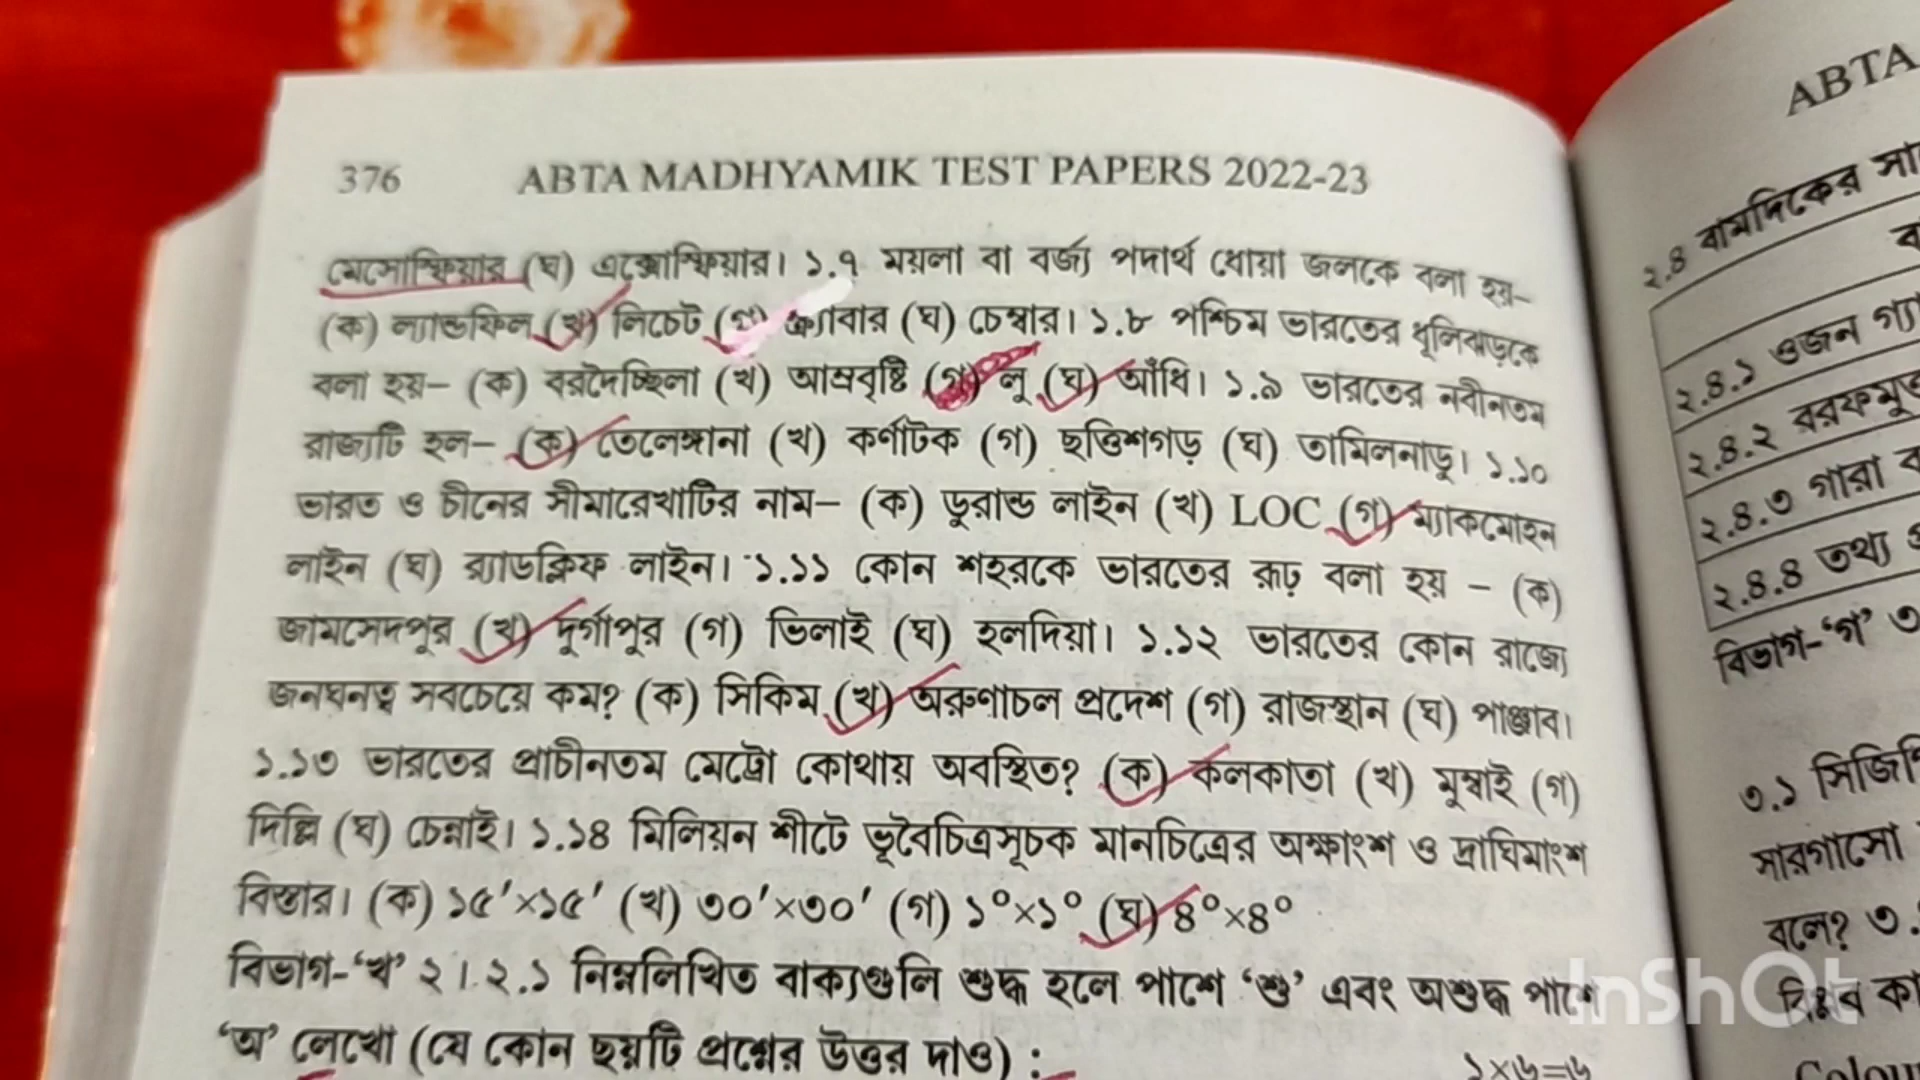 376 ABTA MADHYAMIK TEST PAPERS 2022-23
মেসোস্ফিয়ার (ঘ) এক্সোস্ফিয়ার। ১.৭ ময়লা বা বর্জ্য পদার্থ ধোয়া জলকে বলা হয়–
(ক) ল্যান্ডফিল (খ) লিচেট (গ) স্ক্র্যাবার (ঘ) চেম্বার। ১.৮ পশ্চিম ভারতের ধূলিঝড়কে
বলা হয়– (ক) বরদৈচ্ছিলা (খ) আম্রবৃষ্টি (গ) লু (ঘ) আঁধি। ১.৯ ভারতের নবীনতম
রাজ্যটি হল– (ক) তেলেঙ্গানা (খ) কর্ণাটক (গ) ছত্তিশগড় (ঘ) তামিলনাড়ু। ১.১০
ভারত ও চীনের সীমারেখাটির নাম– (ক) ডুরান্ড লাইন (খ) LOC (গ) ম্যাকমোহন
লাইন (ঘ) র‍্যাডক্লিফ লাইন। ১.১১ কোন শহরকে ভারতের রূঢ় বলা হয় – (ক)
জামসেদপুর (খ) দুর্গাপুর (গ) ভিলাই (ঘ) হলদিয়া। ১.১২ ভারতের কোন রাজ্যে
জনঘনত্ব সবচেয়ে কম? (ক) সিকিম (খ) অরুণাচল প্রদেশ (গ) রাজস্থান (ঘ) পাঞ্জাব।
১.১৩ ভারতের প্রাচীনতম মেট্রো কোথায় অবস্থিত? (ক) কলকাতা (খ) মুম্বাই (গ)
দিল্লি (ঘ) চেন্নাই। ১.১৪ মিলিয়ন শীটে ভূবৈচিত্রসূচক মানচিত্রের অক্ষাংশ ও দ্রাঘিমাংশ
বিস্তার। (ক) ১৫′×১৫′ (খ) ৩০′×৩০′ (গ) ১°×১° (ঘ) ৪°×৪°
বিভাগ-‘খ’ ২। ২.১ নিম্নলিখিত বাক্যগুলি শুদ্ধ হলে পাশে ‘শু’ এবং অশুদ্ধ পাশে
‘অ’ লেখো (যে কোন ছয়টি প্রশ্নের উত্তর দাও) : ১×৬=৬
ABTA
২.৪ বামদিকের
২.৪.১ ওজন
২.৪.২
২.৪.৩ গারা
২.৪.৪ তথ্য
বিভাগ-‘গ’ ৩
৩.১
সারগাসো
বলে? ৩.
InShOt